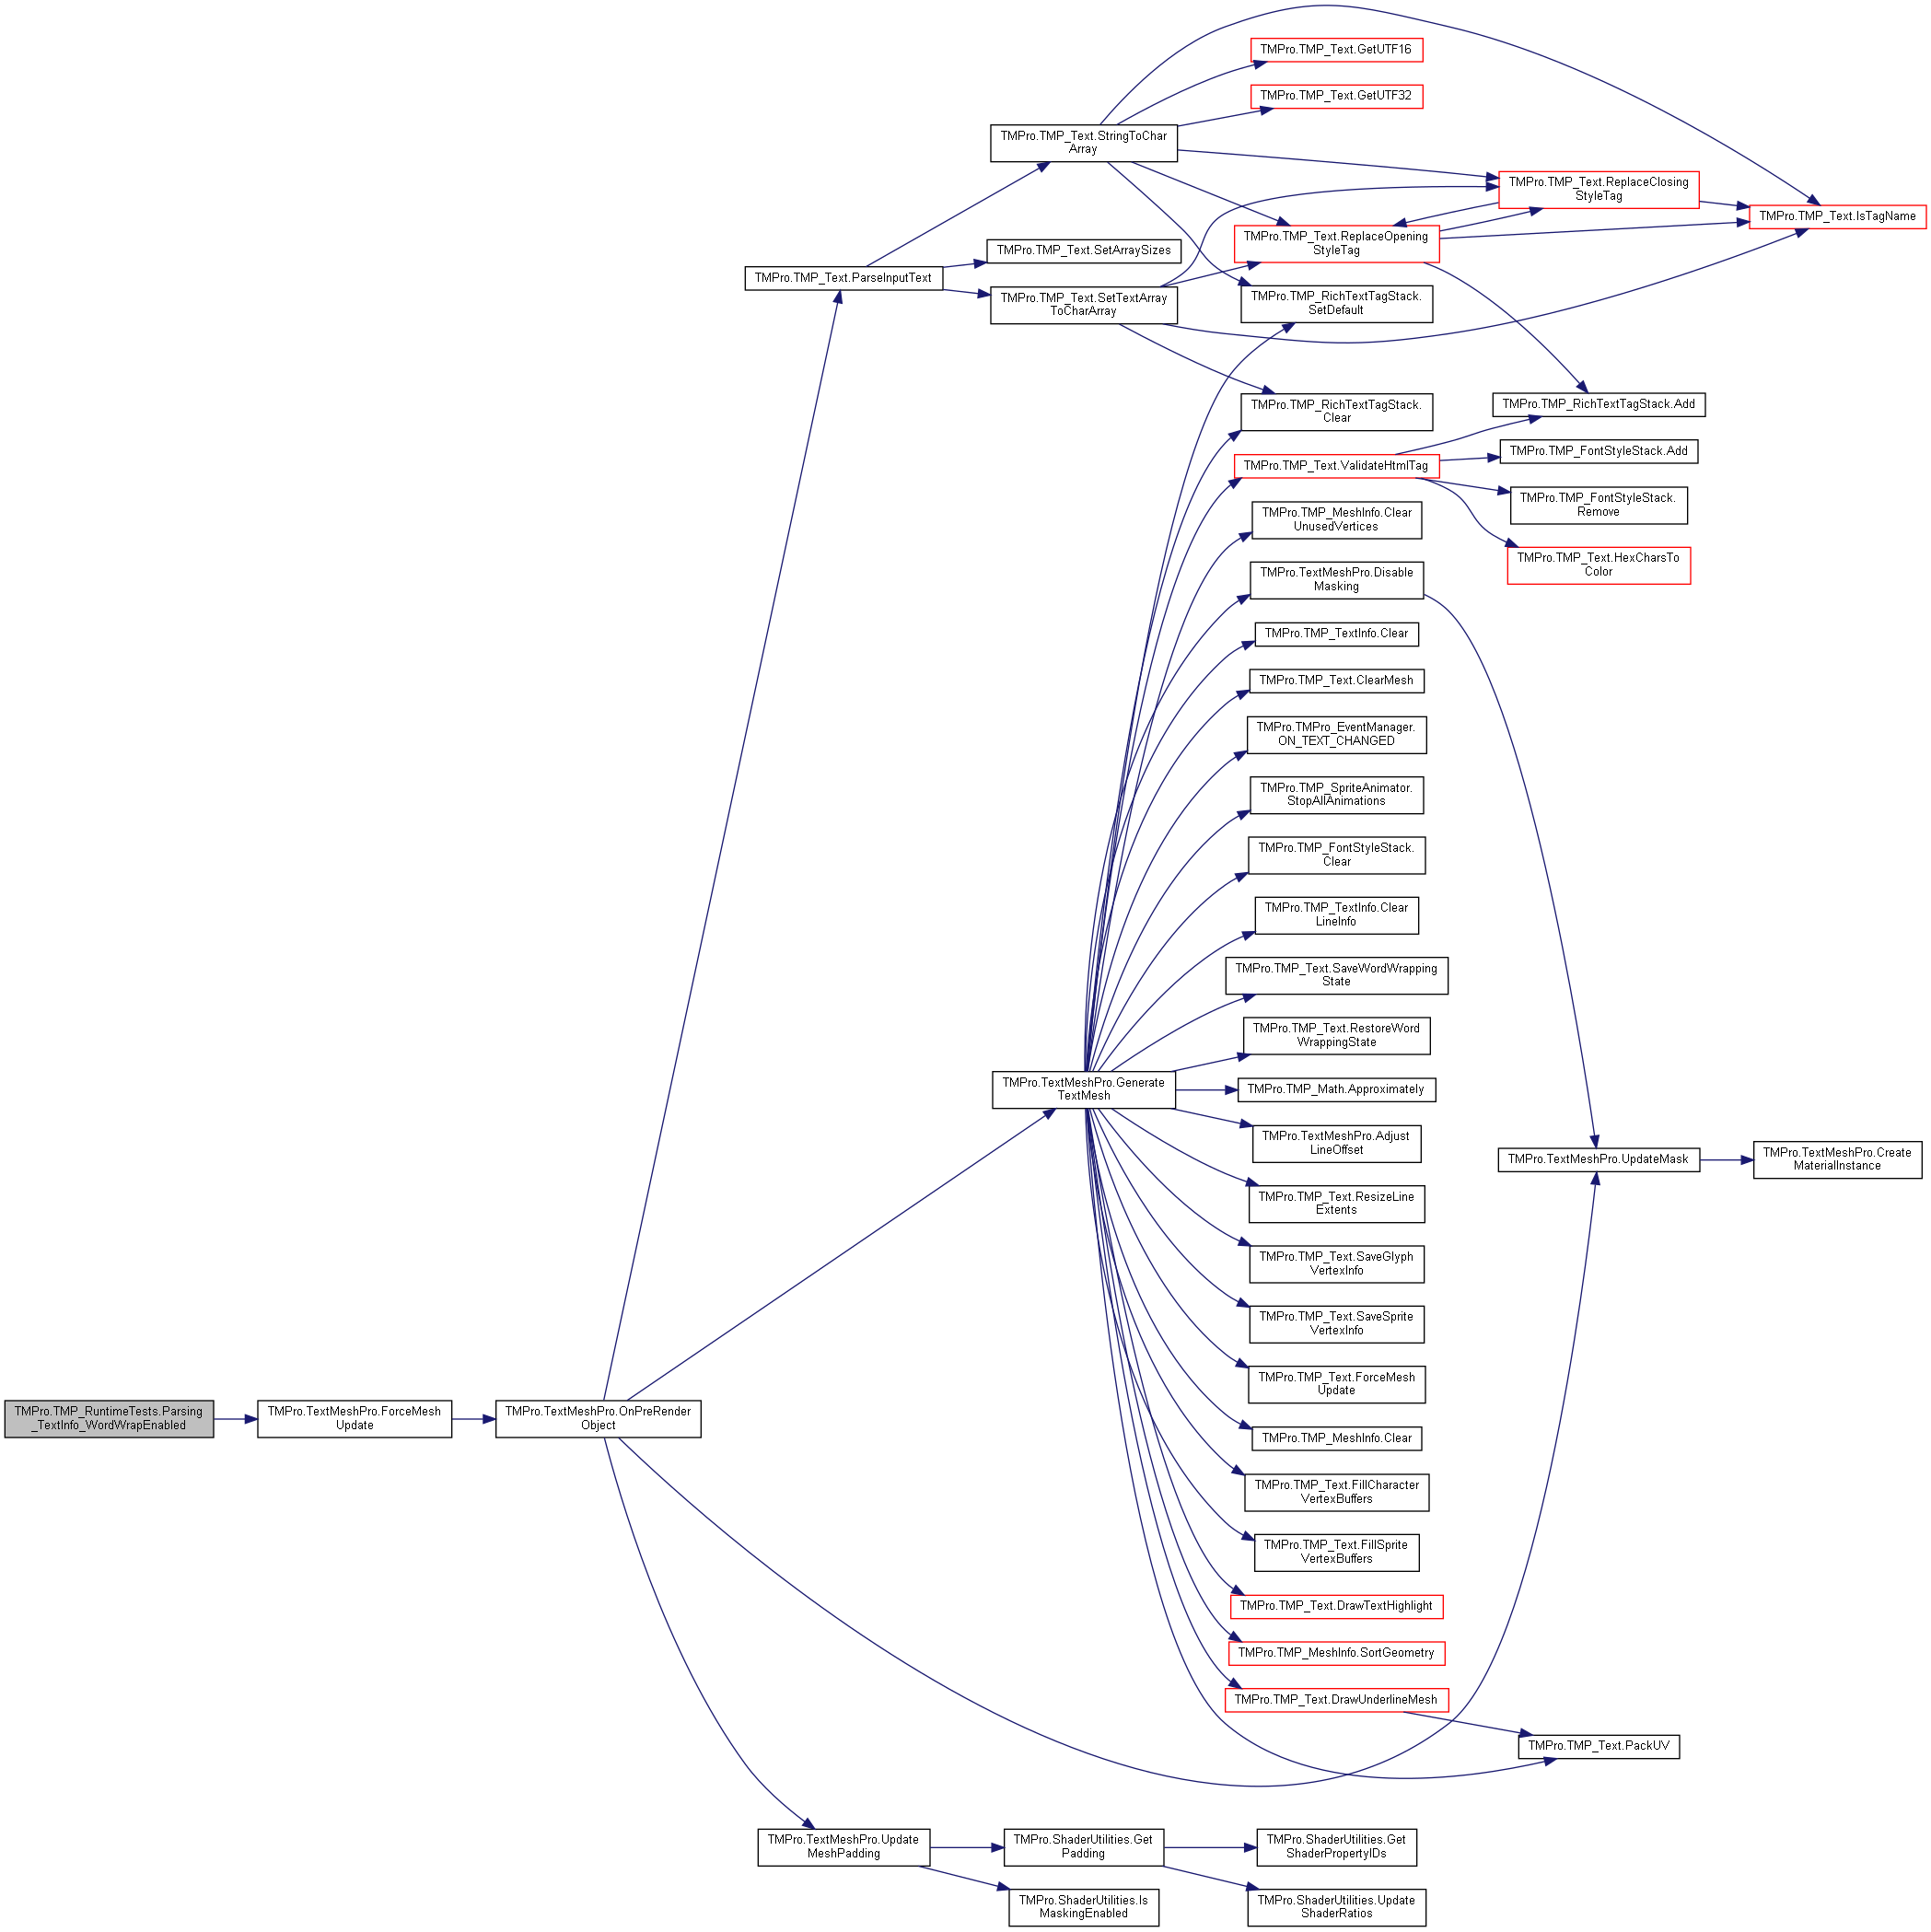 TMPro.TMP_RuntimeTests.Parsing
_TextInfo_WordWrapEnabled
TMPro.TextMeshPro.ForceMesh
Update
TMPro.TextMeshPro.OnPreRender
Object
TMPro.TMP_Text.ParseInputText
TMPro.TMP_Text.StringToChar
Array
TMPro.TMP_Text.SetArraySizes
TMPro.TMP_Text.SetTextArray
ToCharArray
TMPro.TMP_Text.GetUTF16
TMPro.TMP_Text.GetUTF32
TMPro.TMP_Text.ReplaceClosing
StyleTag
TMPro.TMP_Text.IsTagName
TMPro.TMP_Text.ReplaceOpening
StyleTag
TMPro.TMP_RichTextTagStack.
SetDefault
TMPro.TMP_RichTextTagStack.
Clear
TMPro.TMP_RichTextTagStack.Add
TMPro.TMP_Text.ValidateHtmlTag
TMPro.TMP_FontStyleStack.Add
TMPro.TMP_FontStyleStack.
Remove
TMPro.TMP_Text.HexCharsTo
Color
TMPro.TMP_MeshInfo.Clear
UnusedVertices
TMPro.TextMeshPro.Disable
Masking
TMPro.TMP_TextInfo.Clear
TMPro.TMP_Text.ClearMesh
TMPro.TMPro_EventManager.
ON_TEXT_CHANGED
TMPro.TMP_SpriteAnimator.
StopAllAnimations
TMPro.TMP_FontStyleStack.
Clear
TMPro.TMP_TextInfo.Clear
LineInfo
TMPro.TMP_Text.SaveWordWrapping
State
TMPro.TMP_Text.RestoreWord
WrappingState
TMPro.TextMeshPro.Generate
TextMesh
TMPro.TMP_Math.Approximately
TMPro.TextMeshPro.Adjust
LineOffset
TMPro.TextMeshPro.UpdateMask
TMPro.TextMeshPro.Create
MaterialInstance
TMPro.TMP_Text.ResizeLine
Extents
TMPro.TMP_Text.SaveGlyph
VertexInfo
TMPro.TMP_Text.SaveSprite
VertexInfo
TMPro.TMP_Text.ForceMesh
Update
TMPro.TMP_MeshInfo.Clear
TMPro.TMP_Text.FillCharacter
VertexBuffers
TMPro.TMP_Text.FillSprite
VertexBuffers
TMPro.TMP_Text.DrawTextHighlight
TMPro.TMP_MeshInfo.SortGeometry
TMPro.TMP_Text.DrawUnderlineMesh
TMPro.TMP_Text.PackUV
TMPro.TextMeshPro.Update
MeshPadding
TMPro.ShaderUtilities.Get
Padding
TMPro.ShaderUtilities.Get
ShaderPropertyIDs
TMPro.ShaderUtilities.Is
MaskingEnabled
TMPro.ShaderUtilities.Update
ShaderRatios